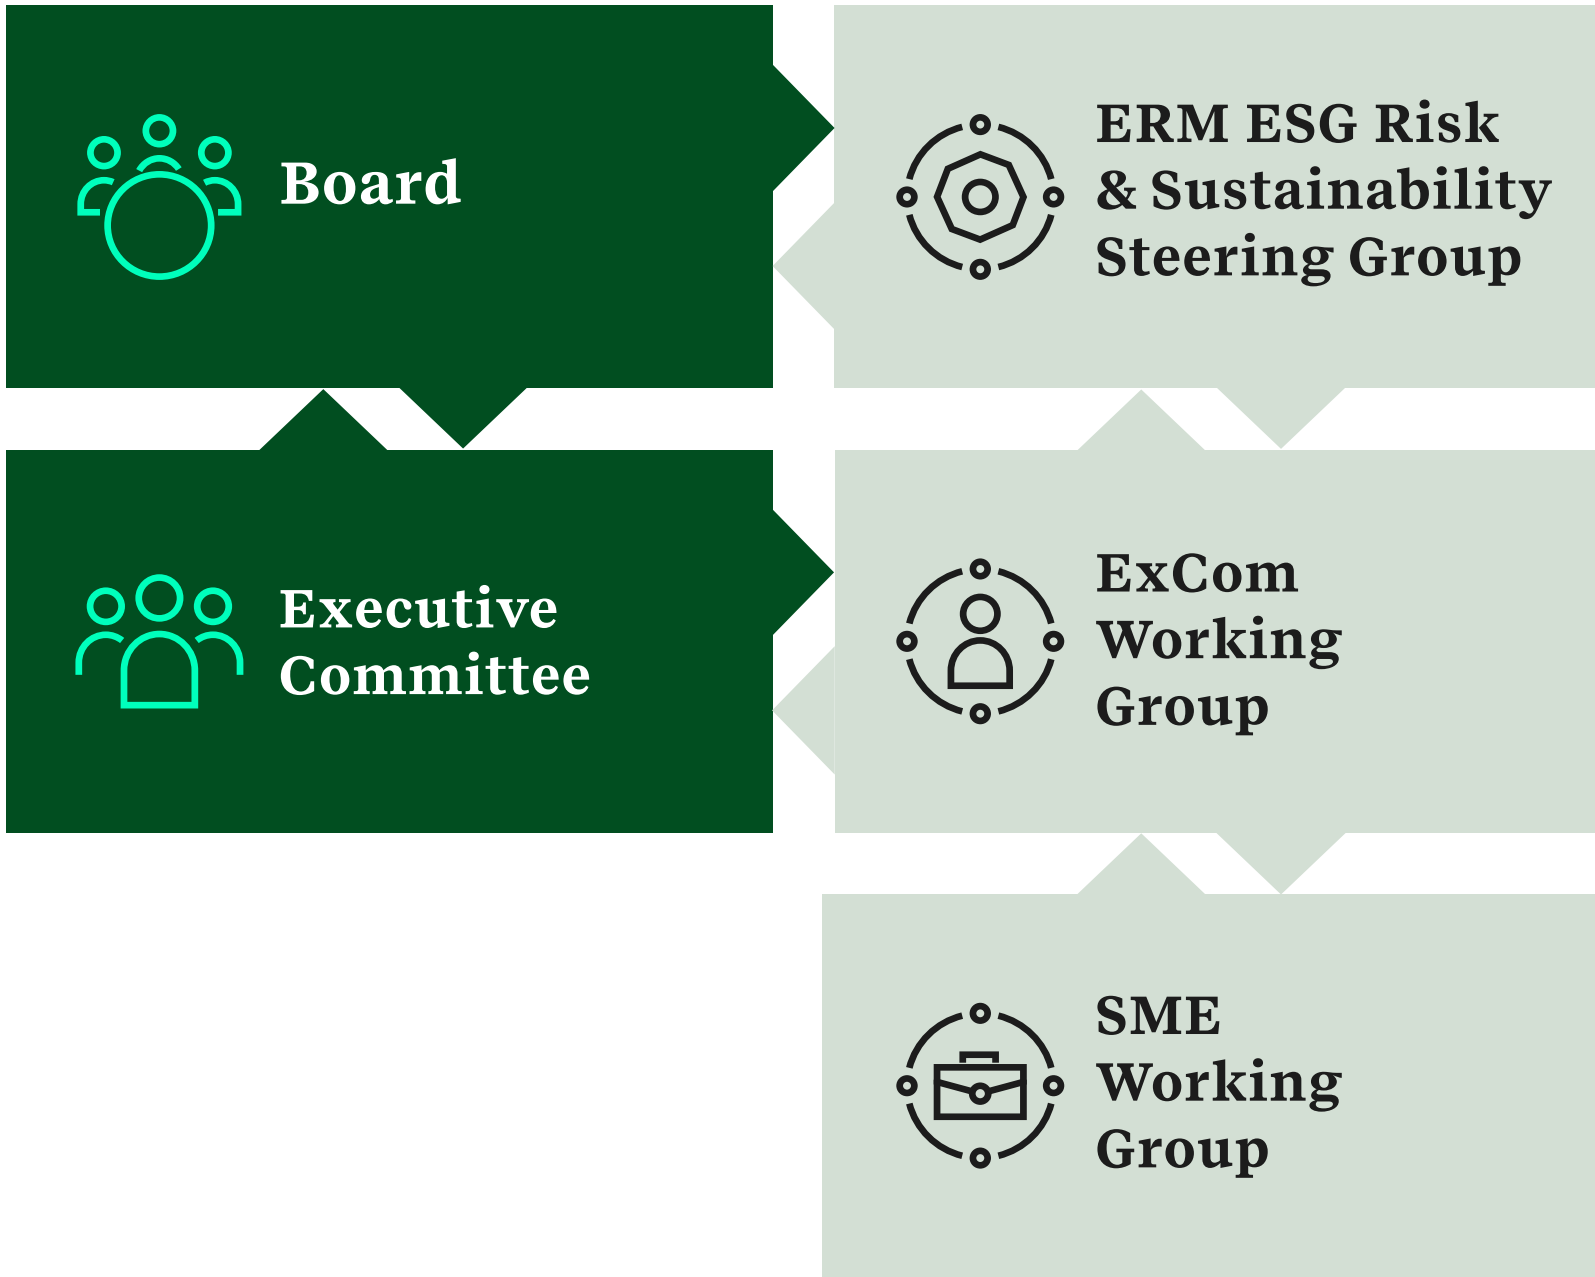 Board
ERM ESG Risk
& Sustainability
Steering Group
Executive
Committee
ExCom
Working
Group
SME
Working
Group